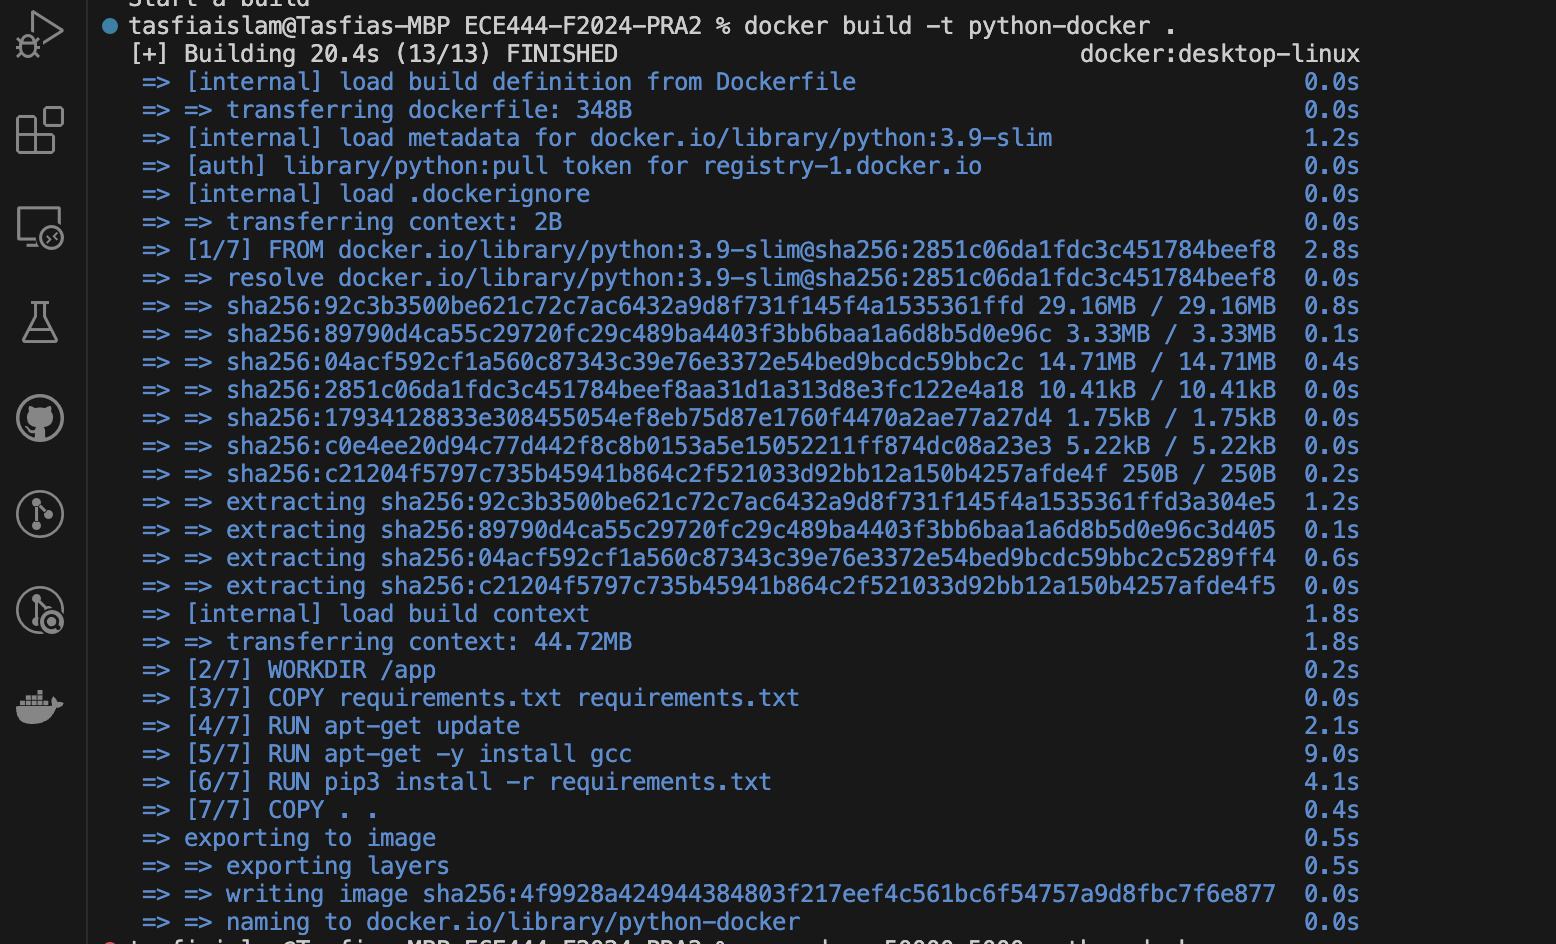 Start a build
tasfiaislam@Tasfias-MBP ECE444-F2024-PRA2 % docker build -t python-docker .
[+] Building 20.4s (13/13) FINISHED docker:desktop-linux
=> [internal] load build definition from Dockerfile 0.0s
=> => transferring dockerfile: 348B 0.0s
=> [internal] load metadata for docker.io/library/python:3.9-slim 1.2s
=> [auth] library/python:pull token for registry-1.docker.io 0.0s
=> [internal] load .dockerignore 0.0s
=> => transferring context: 2B 0.0s
=> [1/7] FROM docker.io/library/python:3.9-slim@sha256:2851c06da1fdc3c451784beef8 2.8s
=> => resolve docker.io/library/python:3.9-slim@sha256:2851c06da1fdc3c451784beef8 0.0s
=> => sha256:92c3b3500be621c72c7ac6432a9d8f731f145f4a1535361ffd 29.16MB / 29.16MB 0.8s
=> => sha256:89790d4ca55c29720fc29c489ba4403f3bb6baa1a6d8b5d0e96c 3.33MB / 3.33MB 0.1s
=> => sha256:04acf592cf1a560c87343c39e76e3372e54bed9bcdc59bbc2c 14.71MB / 14.71MB 0.4s
=> => sha256:2851c06da1fdc3c451784beef8aa31d1a313d8e3fc122e4a18 10.41kB / 10.41kB 0.0s
=> => sha256:17934128833e308455054ef8eb75d87e1760f4470a2ae77a27d4 1.75kB / 1.75kB 0.0s
=> => sha256:c0e4ee20d94c77d442f8c8b0153a5e15052211ff874dc08a23e3 5.22kB / 5.22kB 0.0s
=> => sha256:c21204f5797c735b45941b864c2f521033d92bb12a150b4257afde4f 250B / 250B 0.2s
=> => extracting sha256:92c3b3500be621c72c7ac6432a9d8f731f145f4a1535361ffd3a304e5 1.2s
=> => extracting sha256:89790d4ca55c29720fc29c489ba4403f3bb6baa1a6d8b5d0e96c3d405 0.1s
=> => extracting sha256:04acf592cf1a560c87343c39e76e3372e54bed9bcdc59bbc2c5289ff4 0.6s
=> => extracting sha256:c21204f5797c735b45941b864c2f521033d92bb12a150b4257afde4f5 0.0s
=> [internal] load build context 1.8s
=> => transferring context: 44.72MB 1.8s
=> [2/7] WORKDIR /app 0.2s
=> [3/7] COPY requirements.txt requirements.txt 0.0s
=> [4/7] RUN apt-get update 2.1s
=> [5/7] RUN apt-get -y install gcc 9.0s
=> [6/7] RUN pip3 install -r requirements.txt 4.1s
=> [7/7] COPY . . 0.4s
=> exporting to image 0.5s
=> => exporting layers 0.5s
=> => writing image sha256:4f9928a424944384803f217eef4c561bc6f54757a9d8fbc7f6e877 0.0s
=> => naming to docker.io/library/python-docker 0.0s
tasfiaislam@Tasfias-MBP ECE444-F2024-PRA2 %